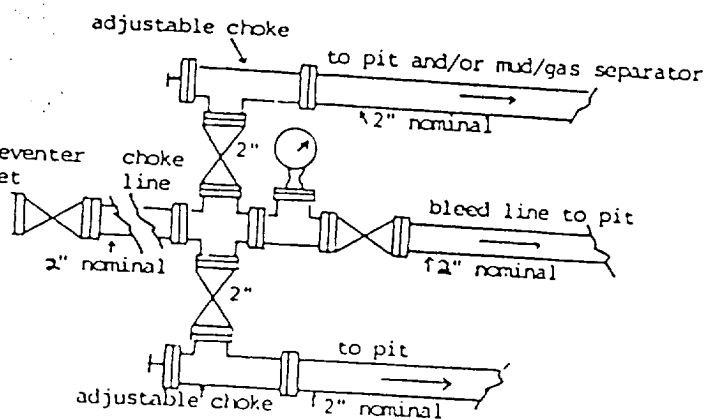 adjustable choke
to pit and/or mud/gas separator
2" nominal
2"
eventer
et
choke
line
bleed line to pit
2" nominal
2" nominal
2"
to pit
adjustable choke
2" nominal